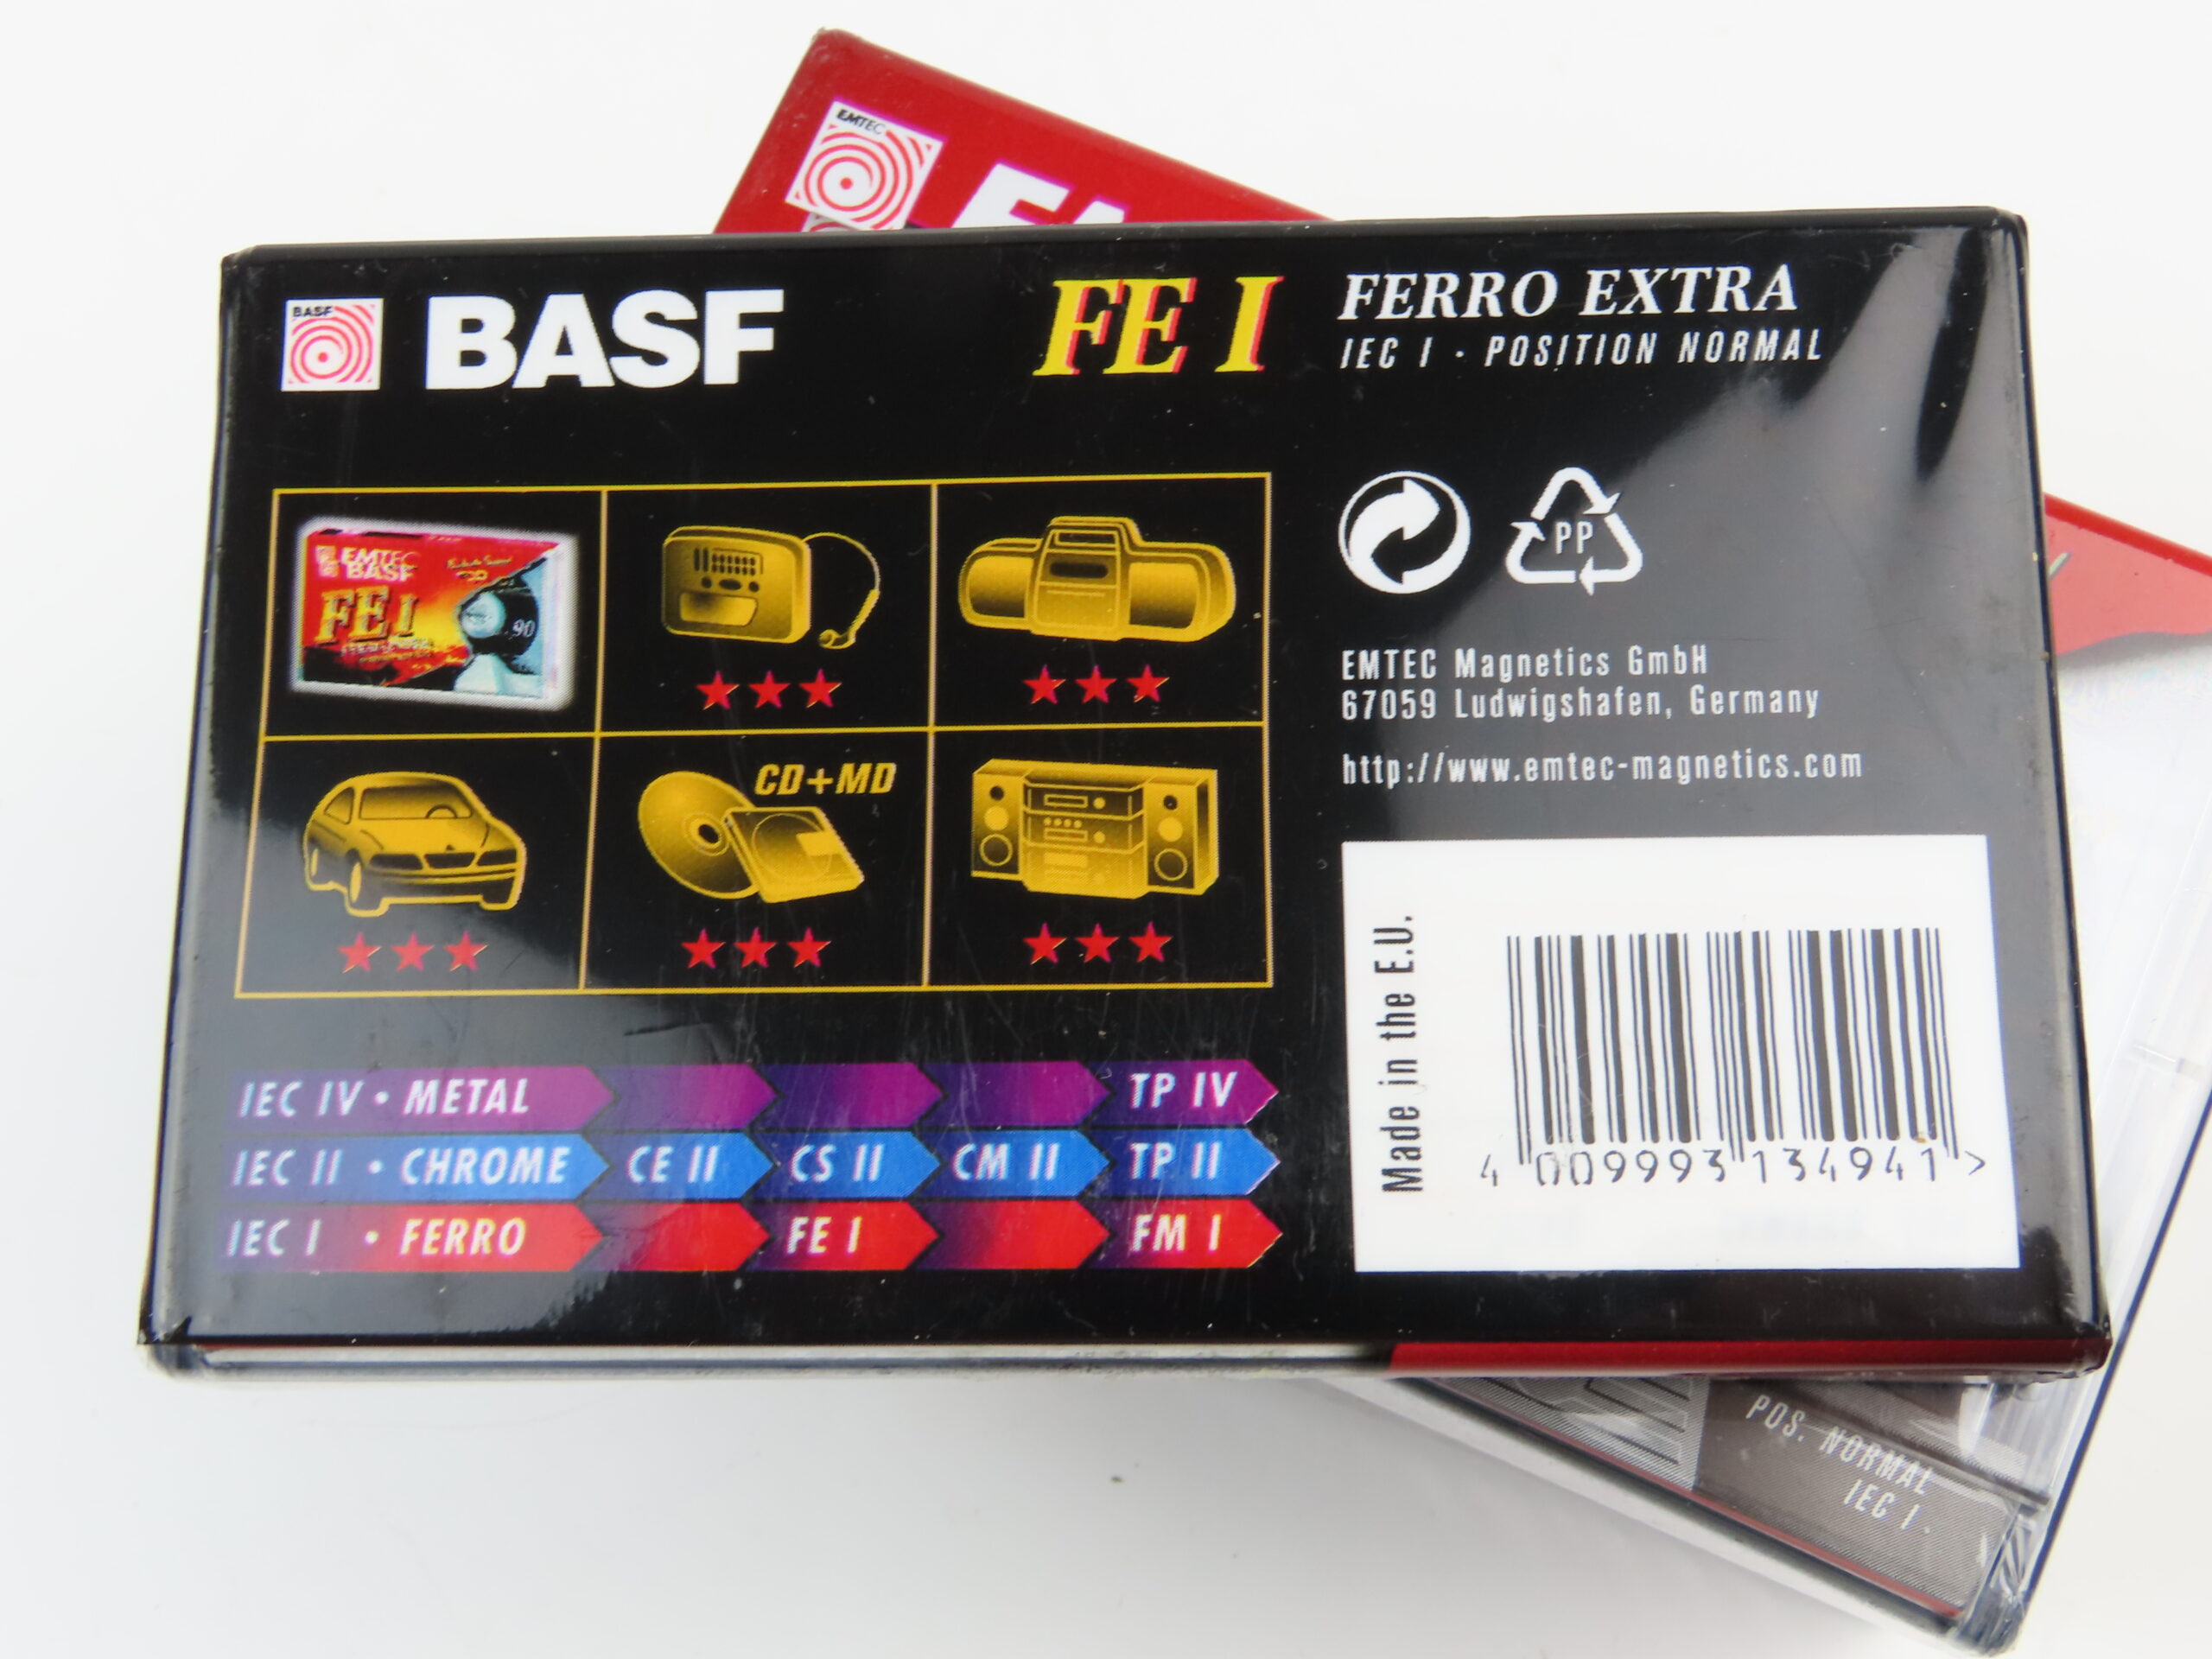 EMTEC
BASF
BASF
FE I
FERRO EXTRA
IEC I · POSITION NORMAL
EMTEC
BASF
FE I
90
PP
EMTEC Magnetics GmbH
67059 Ludwigshafen, Germany
http://www.emtec-magnetics.com
CD+MD
Made in the E.U.
4 009993 134941 >
IEC IV • METAL TP IV
IEC II • CHROME CE II CS II CM II TP II
IEC I • FERRO FE I FM I
POS. NORMAL
IEC I